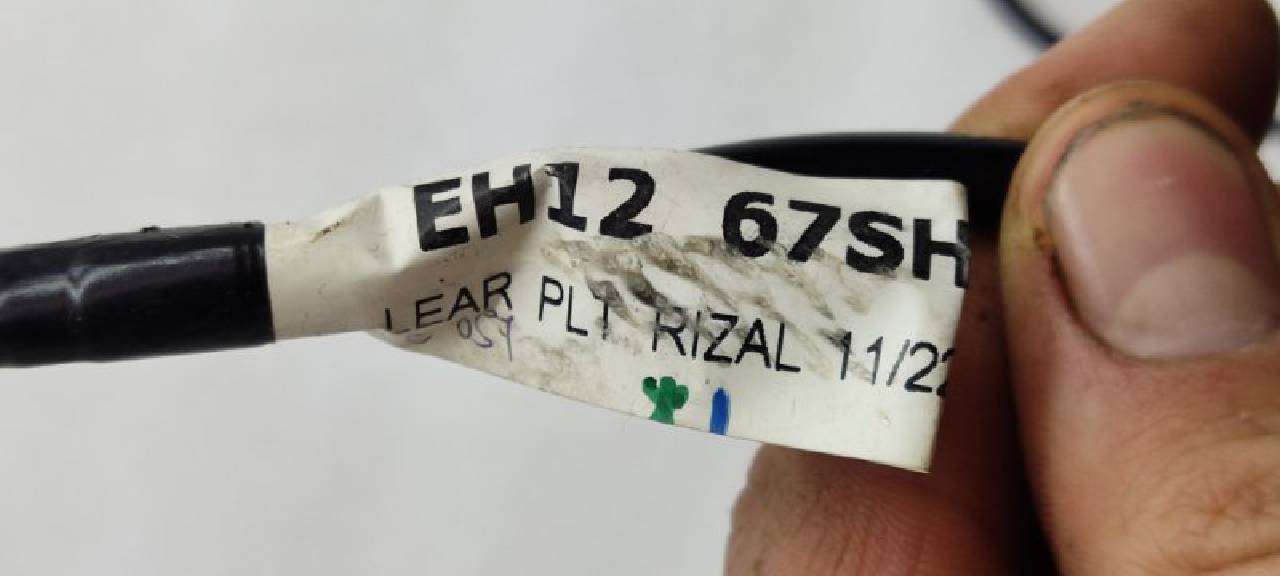 EH12 67SH
LEAR PLT RIZAL 11/22